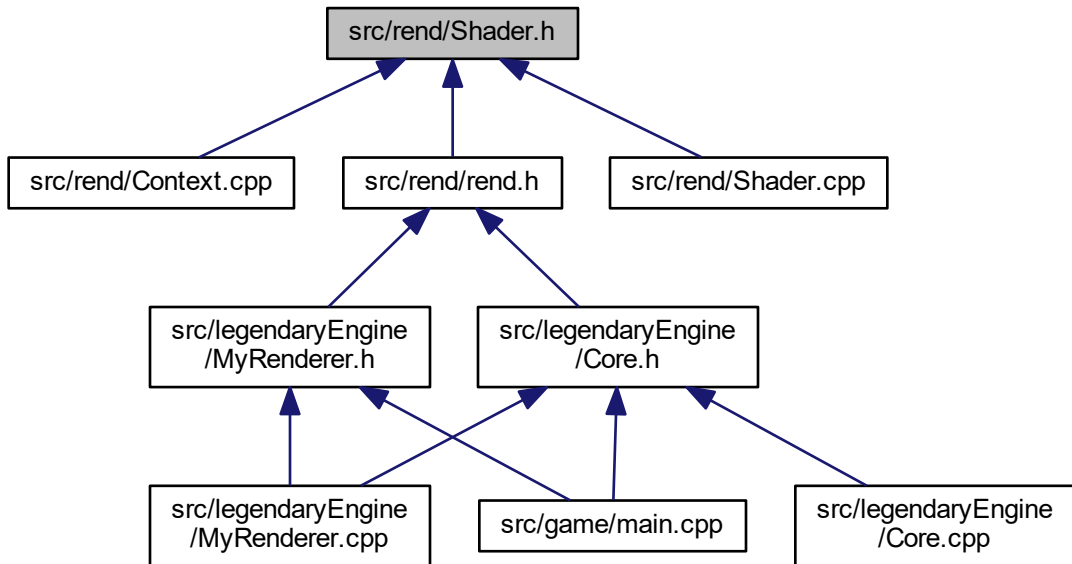 src/rend/Shader.h
src/rend/Context.cpp
src/rend/rend.h
src/rend/Shader.cpp
src/legendaryEngine
/MyRenderer.h
src/legendaryEngine
/Core.h
src/legendaryEngine
/MyRenderer.cpp
src/game/main.cpp
src/legendaryEngine
/Core.cpp